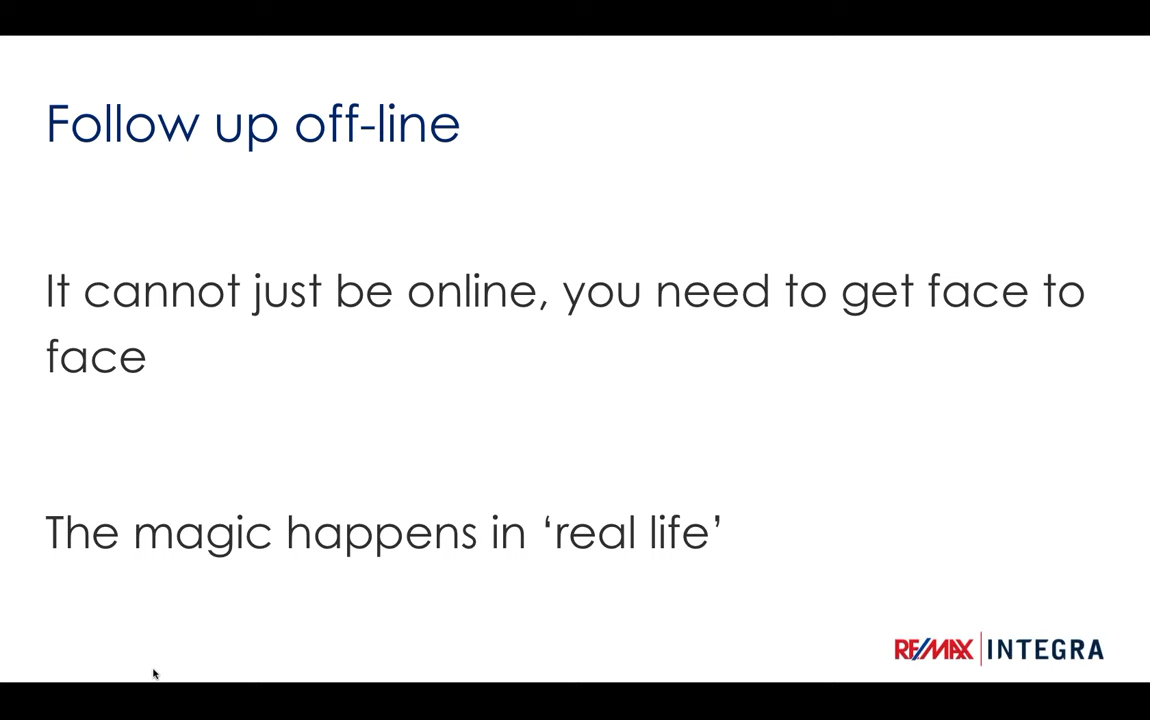 Follow up off-line
It cannot just be online, you need to get face to
face
The magic happens in ‘real life’
RE/MAX INTEGRA